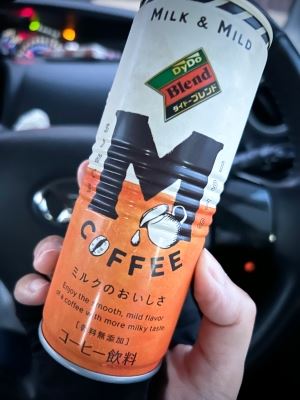 MILK & MILD
DyDo
Blend
ダイドーブレンド
M
COFFEE
ミルクのおいしさ
Enjoy the smooth, mild flavor
of a coffee with more milky taste.
[香料無添加]
コーヒー飲料